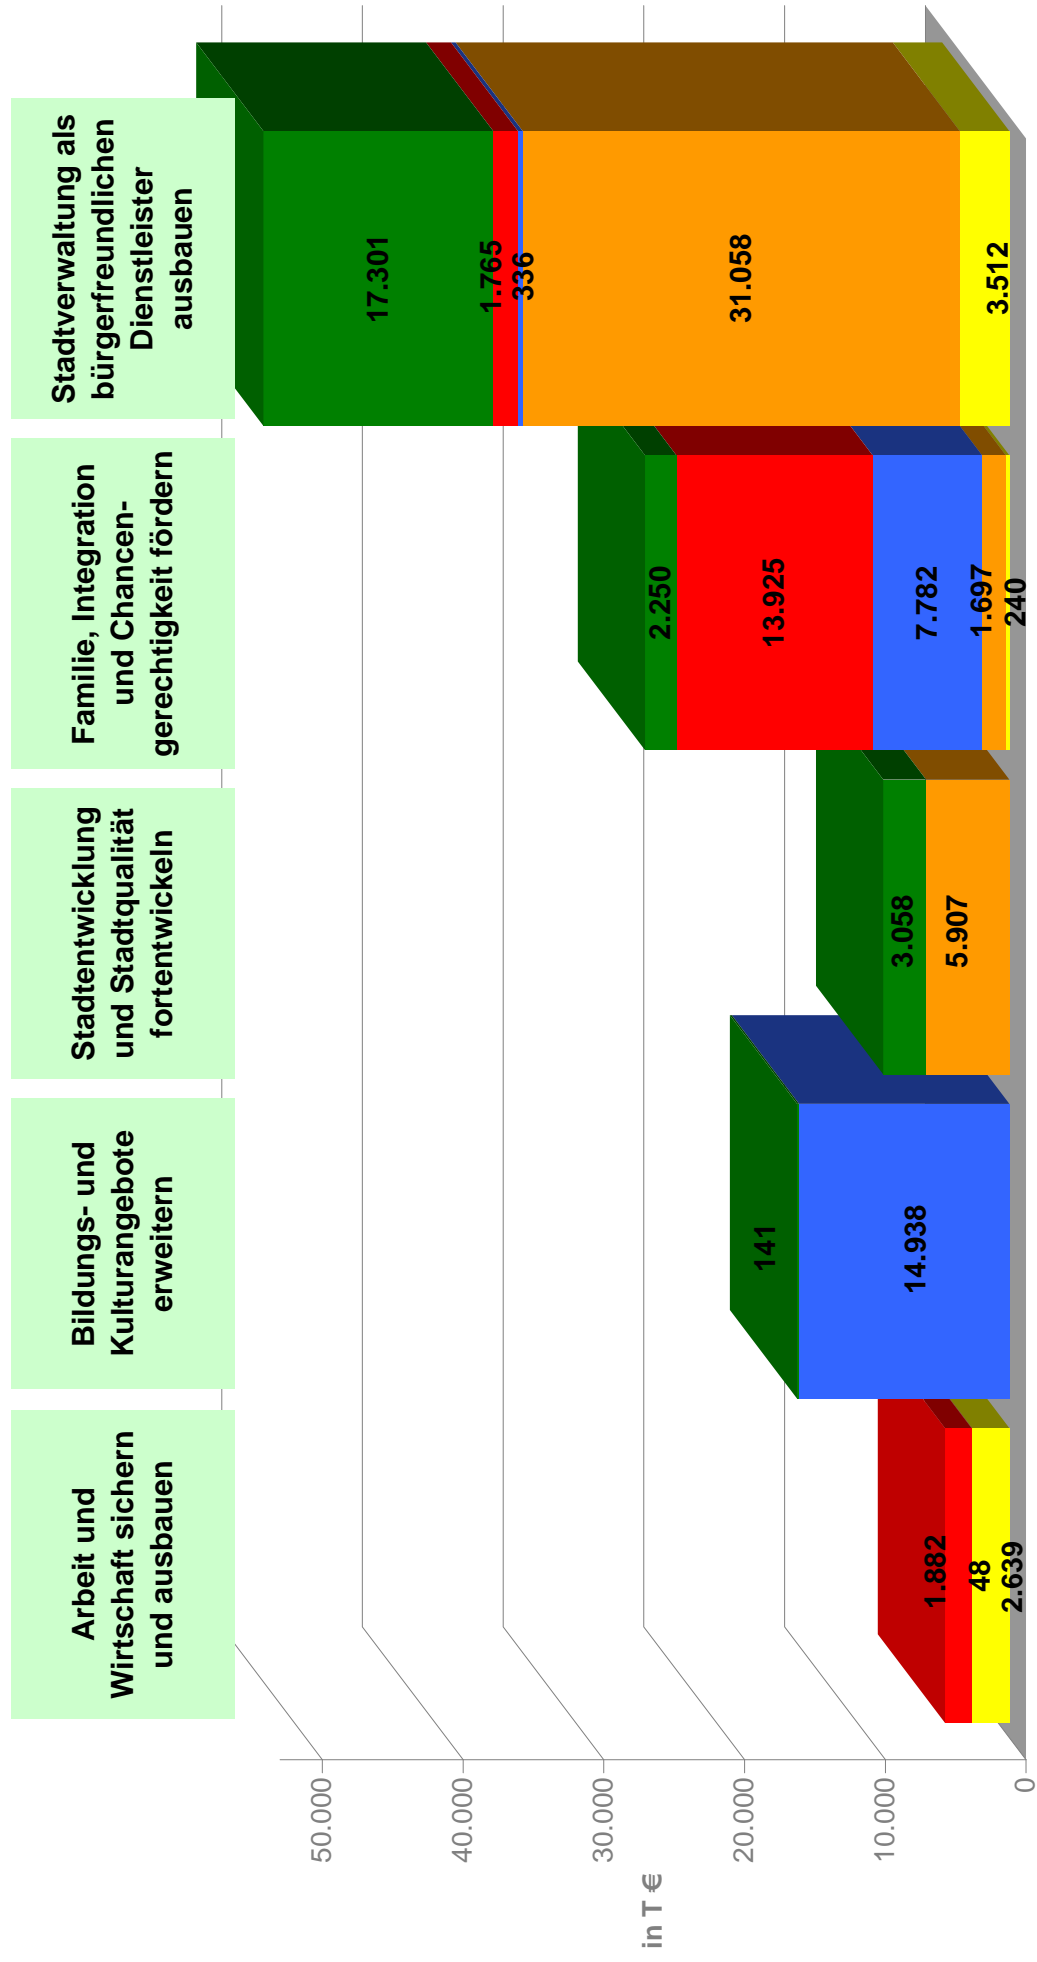 Arbeit und
Wirtschaft sichern
und ausbauen
Bildungs- und
Kulturangebote
erweitern
Stadtentwicklung
und Stadtqualität
fortentwickeln
Familie, Integration
und Chancen-
gerechtigkeit fördern
Stadtverwaltung als
bürgerfreundlichen
Dienstleister
ausbauen
50.000
40.000
30.000
20.000
10.000
0
in T €
1.882
48
2.639
141
14.938
3.058
5.907
2.250
13.925
7.782
1.697
240
17.301
1.765
336
31.058
3.512